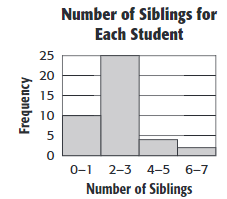 Number of Siblings for
Each Student
Frequency
25
20
15
10
5
0
0–1 2–3 4–5 6–7
Number of Siblings